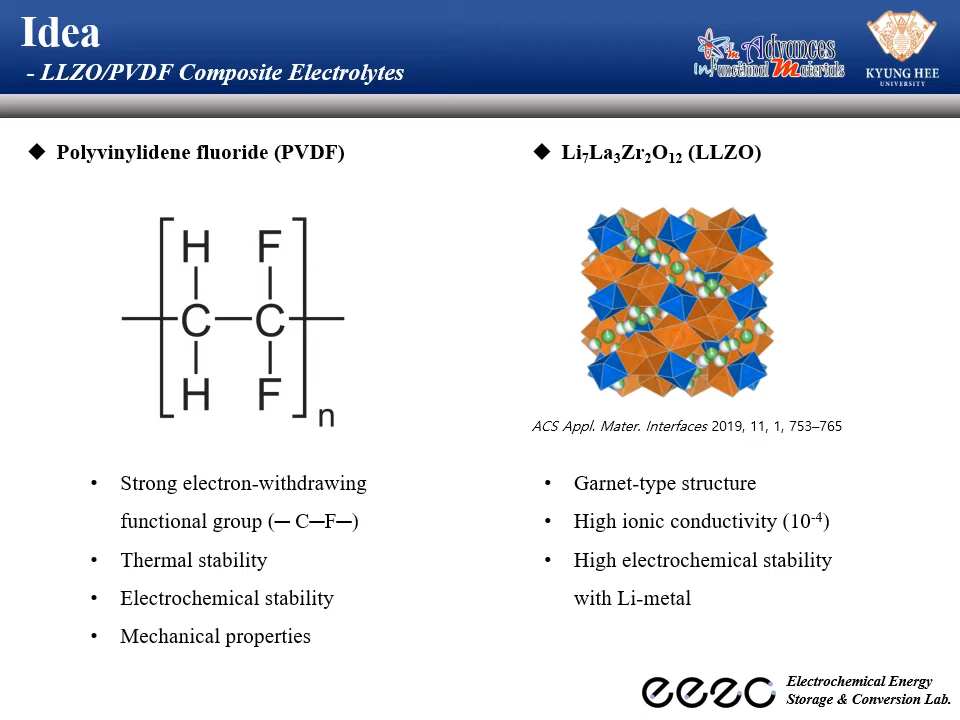 Idea
- LLZO/PVDF Composite Electrolytes
Advances
in Functional Materials
KYUNG HEE
UNIVERSITY
◆ Polyvinylidene fluoride (PVDF)
H F
C C
H F
n
• Strong electron-withdrawing
functional group (─ C─F─)
• Thermal stability
• Electrochemical stability
• Mechanical properties
◆ Li₇La₃Zr₂O₁₂ (LLZO)
ACS Appl. Mater. Interfaces 2019, 11, 1, 753–765
• Garnet-type structure
• High ionic conductivity (10⁻⁴)
• High electrochemical stability
with Li-metal
eezc
Electrochemical Energy
Storage & Conversion Lab.